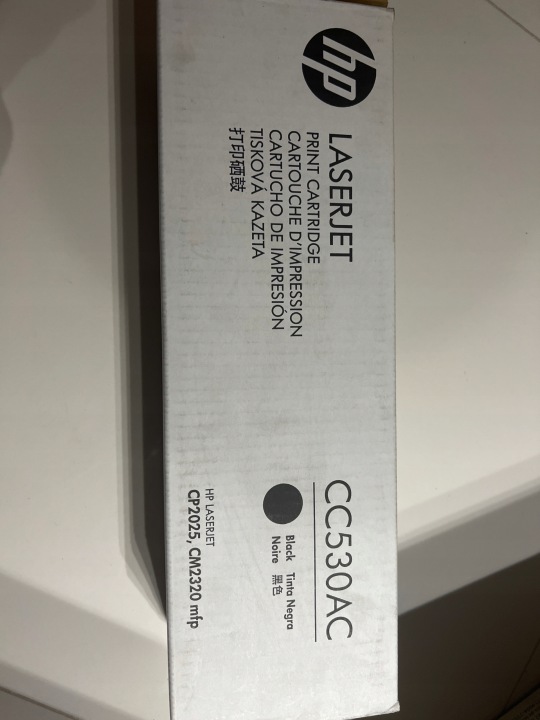 hp
LASERJET
PRINT CARTRIDGE
CARTOUCHE D'IMPRESSION
CARTUCHO DE IMPRESIÓN
TISKOVÁ KAZETA
打印硒鼓
CC530AC
Black Tinta Negra
Noire 黑色
HP LASERJET
CP2025, CM2320 mfp